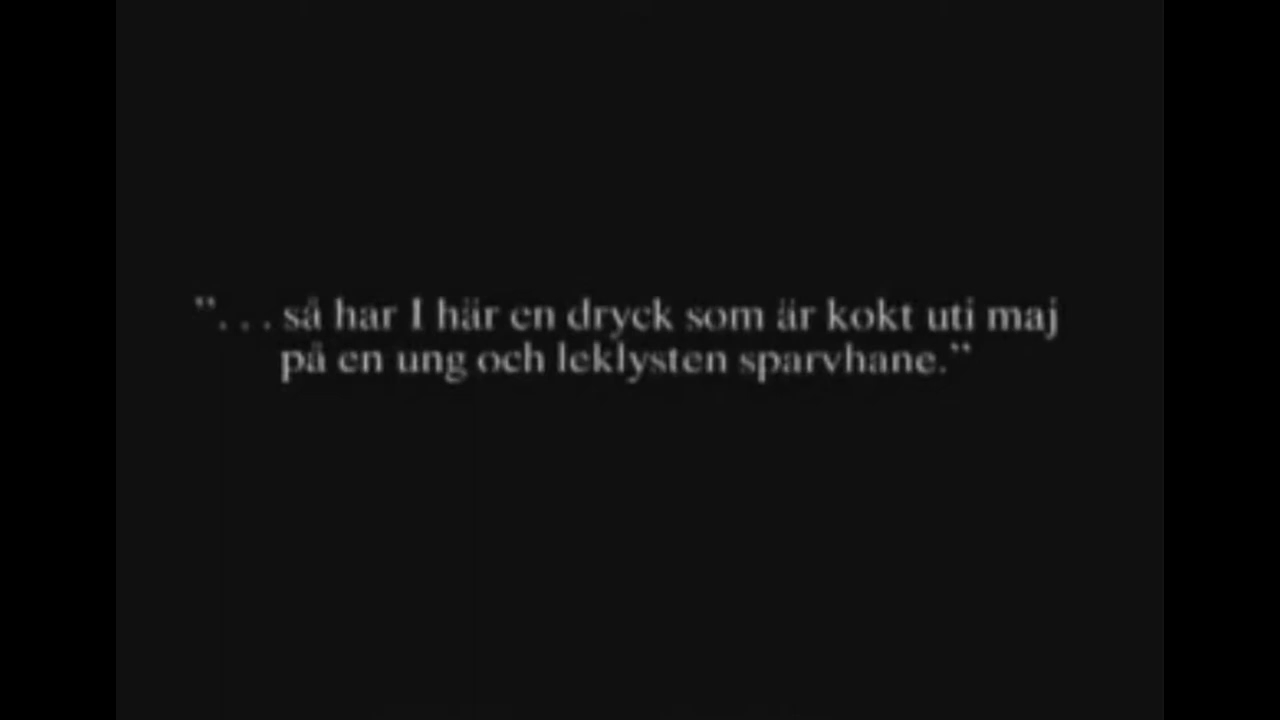 ”. . . så har I här en dryck som är kokt uti maj
på en ung och leklysten sparvhane.”